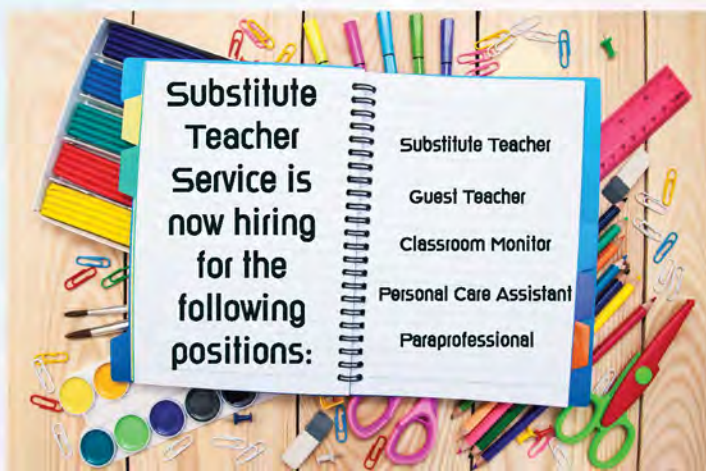 Substitute
Teacher
Service is
now hiring
for the
following
positions:
Substitute Teacher
Guest Teacher
Classroom Monitor
Personal Care Assistant
Paraprofessional